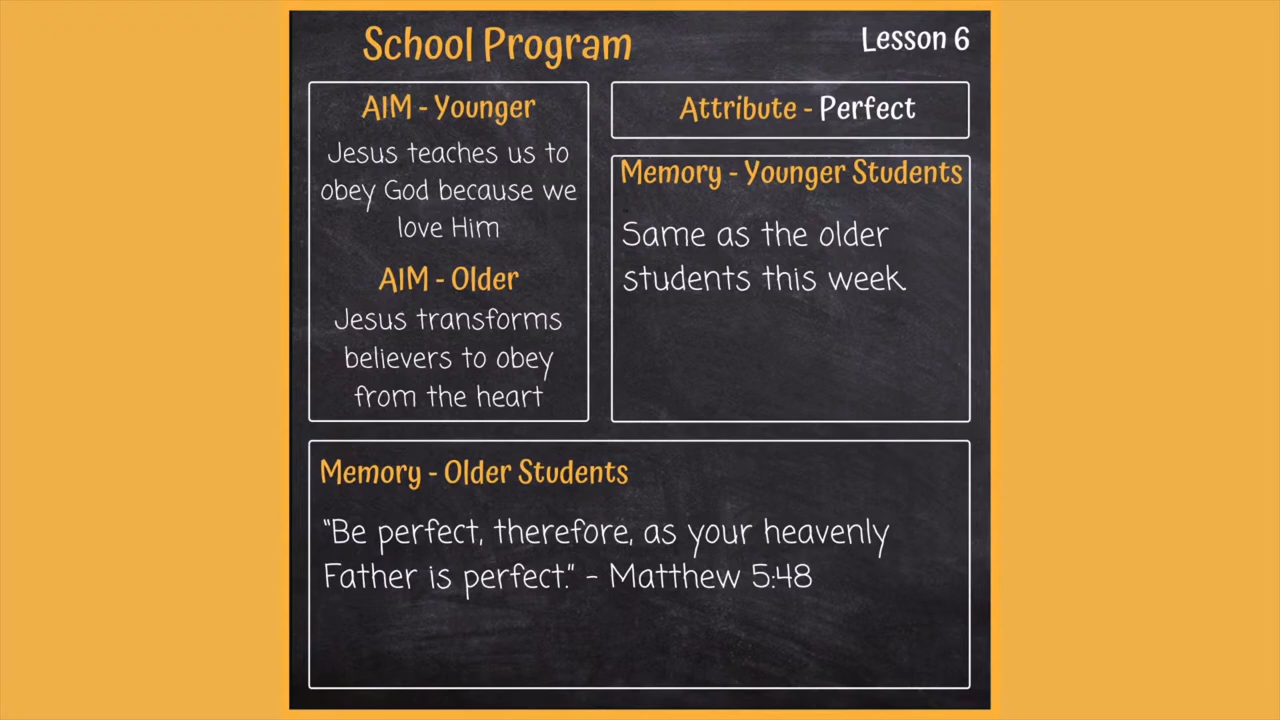 School Program
Lesson 6
AIM - Younger
Jesus teaches us to
obey God because we
love Him
AIM - Older
Jesus transforms
believers to obey
from the heart
Attribute - Perfect
Memory - Younger Students
Same as the older
students this week.
Memory - Older Students
"Be perfect, therefore, as your heavenly
Father is perfect." - Matthew 5:48